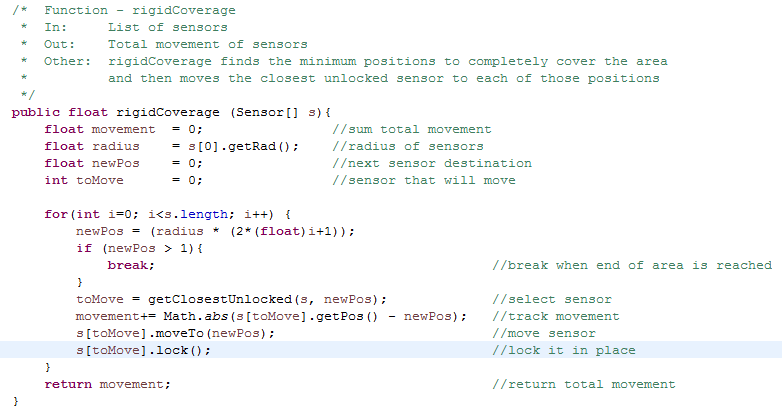 /*  Function - rigidCoverage
 *  In:     List of sensors
 *  Out:    Total movement of sensors
 *  Other:  rigidCoverage finds the minimum positions to completely cover the area
 *          and then moves the closest unlocked sensor to each of those positions
 */
public float rigidCoverage (Sensor[] s){
    float movement  = 0;                //sum total movement
    float radius    = s[0].getRad();    //radius of sensors
    float newPos    = 0;                //next sensor destination
    int toMove      = 0;                //sensor that will move
    for(int i=0; i<s.length; i++) {
        newPos = (radius * (2*(float)i+1));
        if (newPos > 1){
            break;                                          //break when end of area is reached
        }
        toMove = getClosestUnlocked(s, newPos);             //select sensor
        movement+= Math.abs(s[toMove].getPos() - newPos);   //track movement
        s[toMove].moveTo(newPos);                           //move sensor
        s[toMove].lock();                                   //lock it in place
    }
    return movement;                                        //return total movement
}